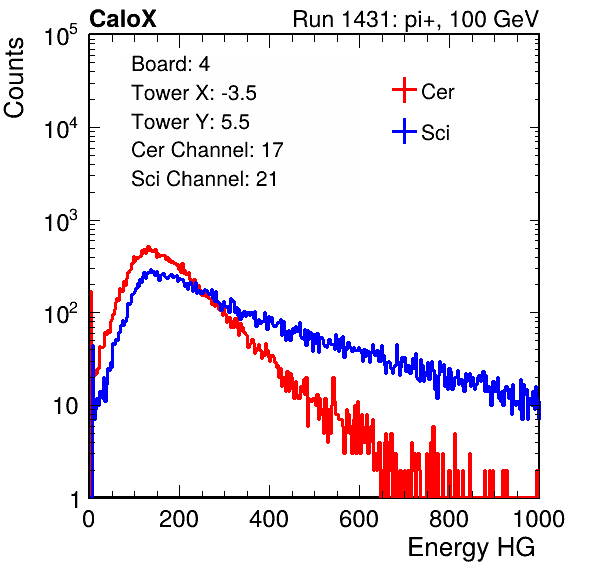 CaloX Run 1431: pi+, 100 GeV
Counts
Board: 4
Tower X: -3.5
Tower Y: 5.5
Cer Channel: 17
Sci Channel: 21
Cer
Sci
10^5
10^4
10^3
10^2
10
1
0 200 400 600 800 1000
Energy HG